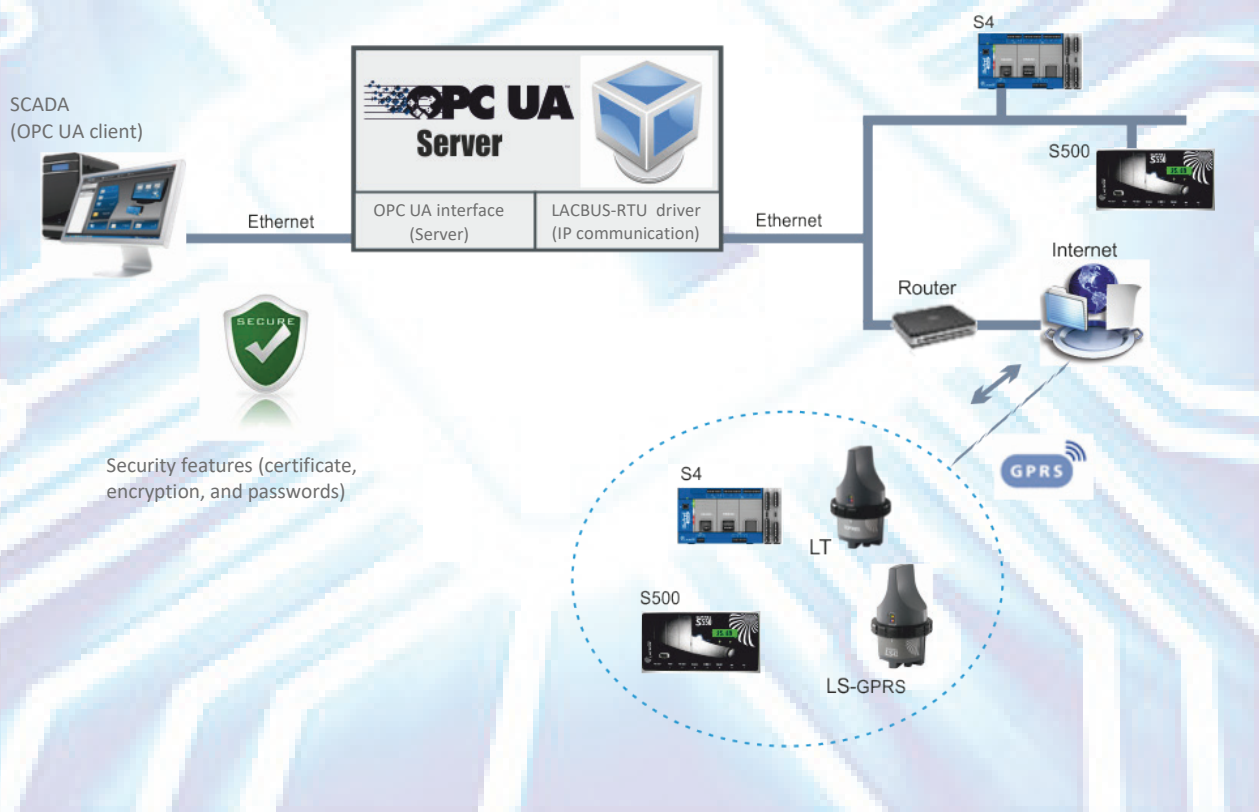 S4
SCADA
(OPC UA client)
OPC UA
Server
S500
Ethernet
OPC UA interface
(Server)
LACBUS-RTU driver
(IP communication)
Ethernet
Internet
Router
SECURE
GPRS
Security features (certificate,
encryption, and passwords)
S4
LT
S500
LS-GPRS